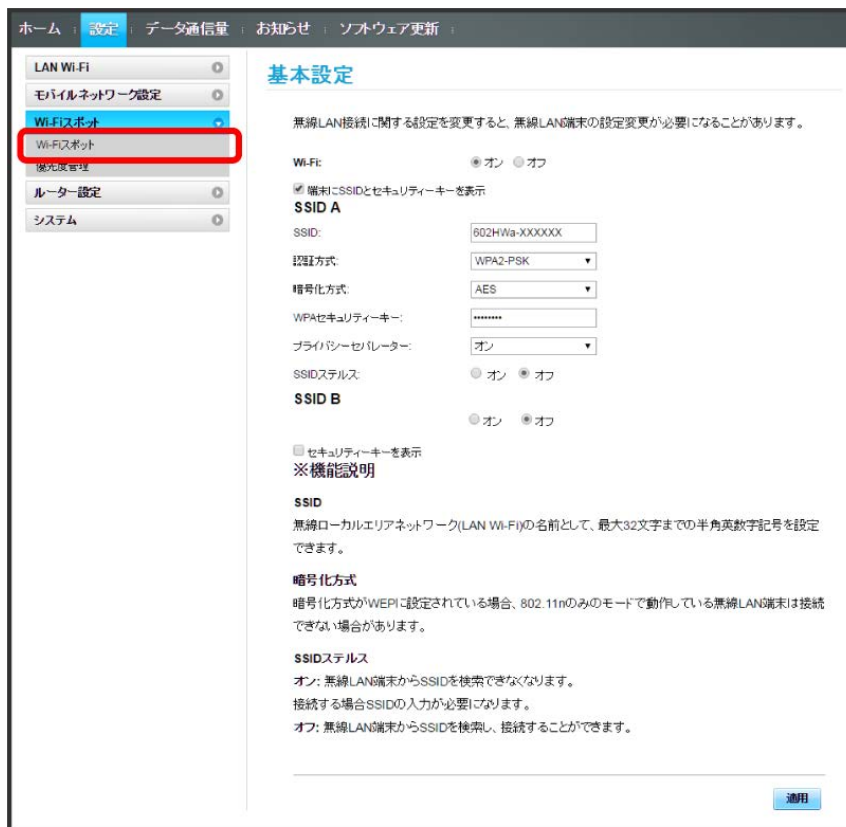 ホーム 設定 データ通信量 お知らせ ソフトウェア更新
LAN Wi-Fi
モバイルネットワーク設定
Wi-Fiスポット
Wi-Fiスポット
優先度管理
ルーター設定
システム
基本設定
無線LAN接続に関する設定を変更すると、無線LAN端末の設定変更が必要になることがあります。
Wi-Fi: オン オフ
端末にSSIDとセキュリティーキーを表示
SSID A
SSID: 602HWa-XXXXXX
認証方式: WPA2-PSK
暗号化方式: AES
WPAセキュリティーキー: ••••••••
プライバシーセパレーター: オン
SSIDステルス: オン オフ
SSID B
オン オフ
セキュリティーキーを表示
※機能説明
SSID
無線ローカルエリアネットワーク(LAN Wi-Fi)の名前として、最大32文字までの半角英数字記号を設定
できます。
暗号化方式
暗号化方式がWEPに設定されている場合、802.11nのみのモードで動作している無線LAN端末は接続
できない場合があります。
SSIDステルス
オン: 無線LAN端末からSSIDを検索できなくなります。
接続する場合SSIDの入力が必要になります。
オフ: 無線LAN端末からSSIDを検索し、接続することができます。
適用